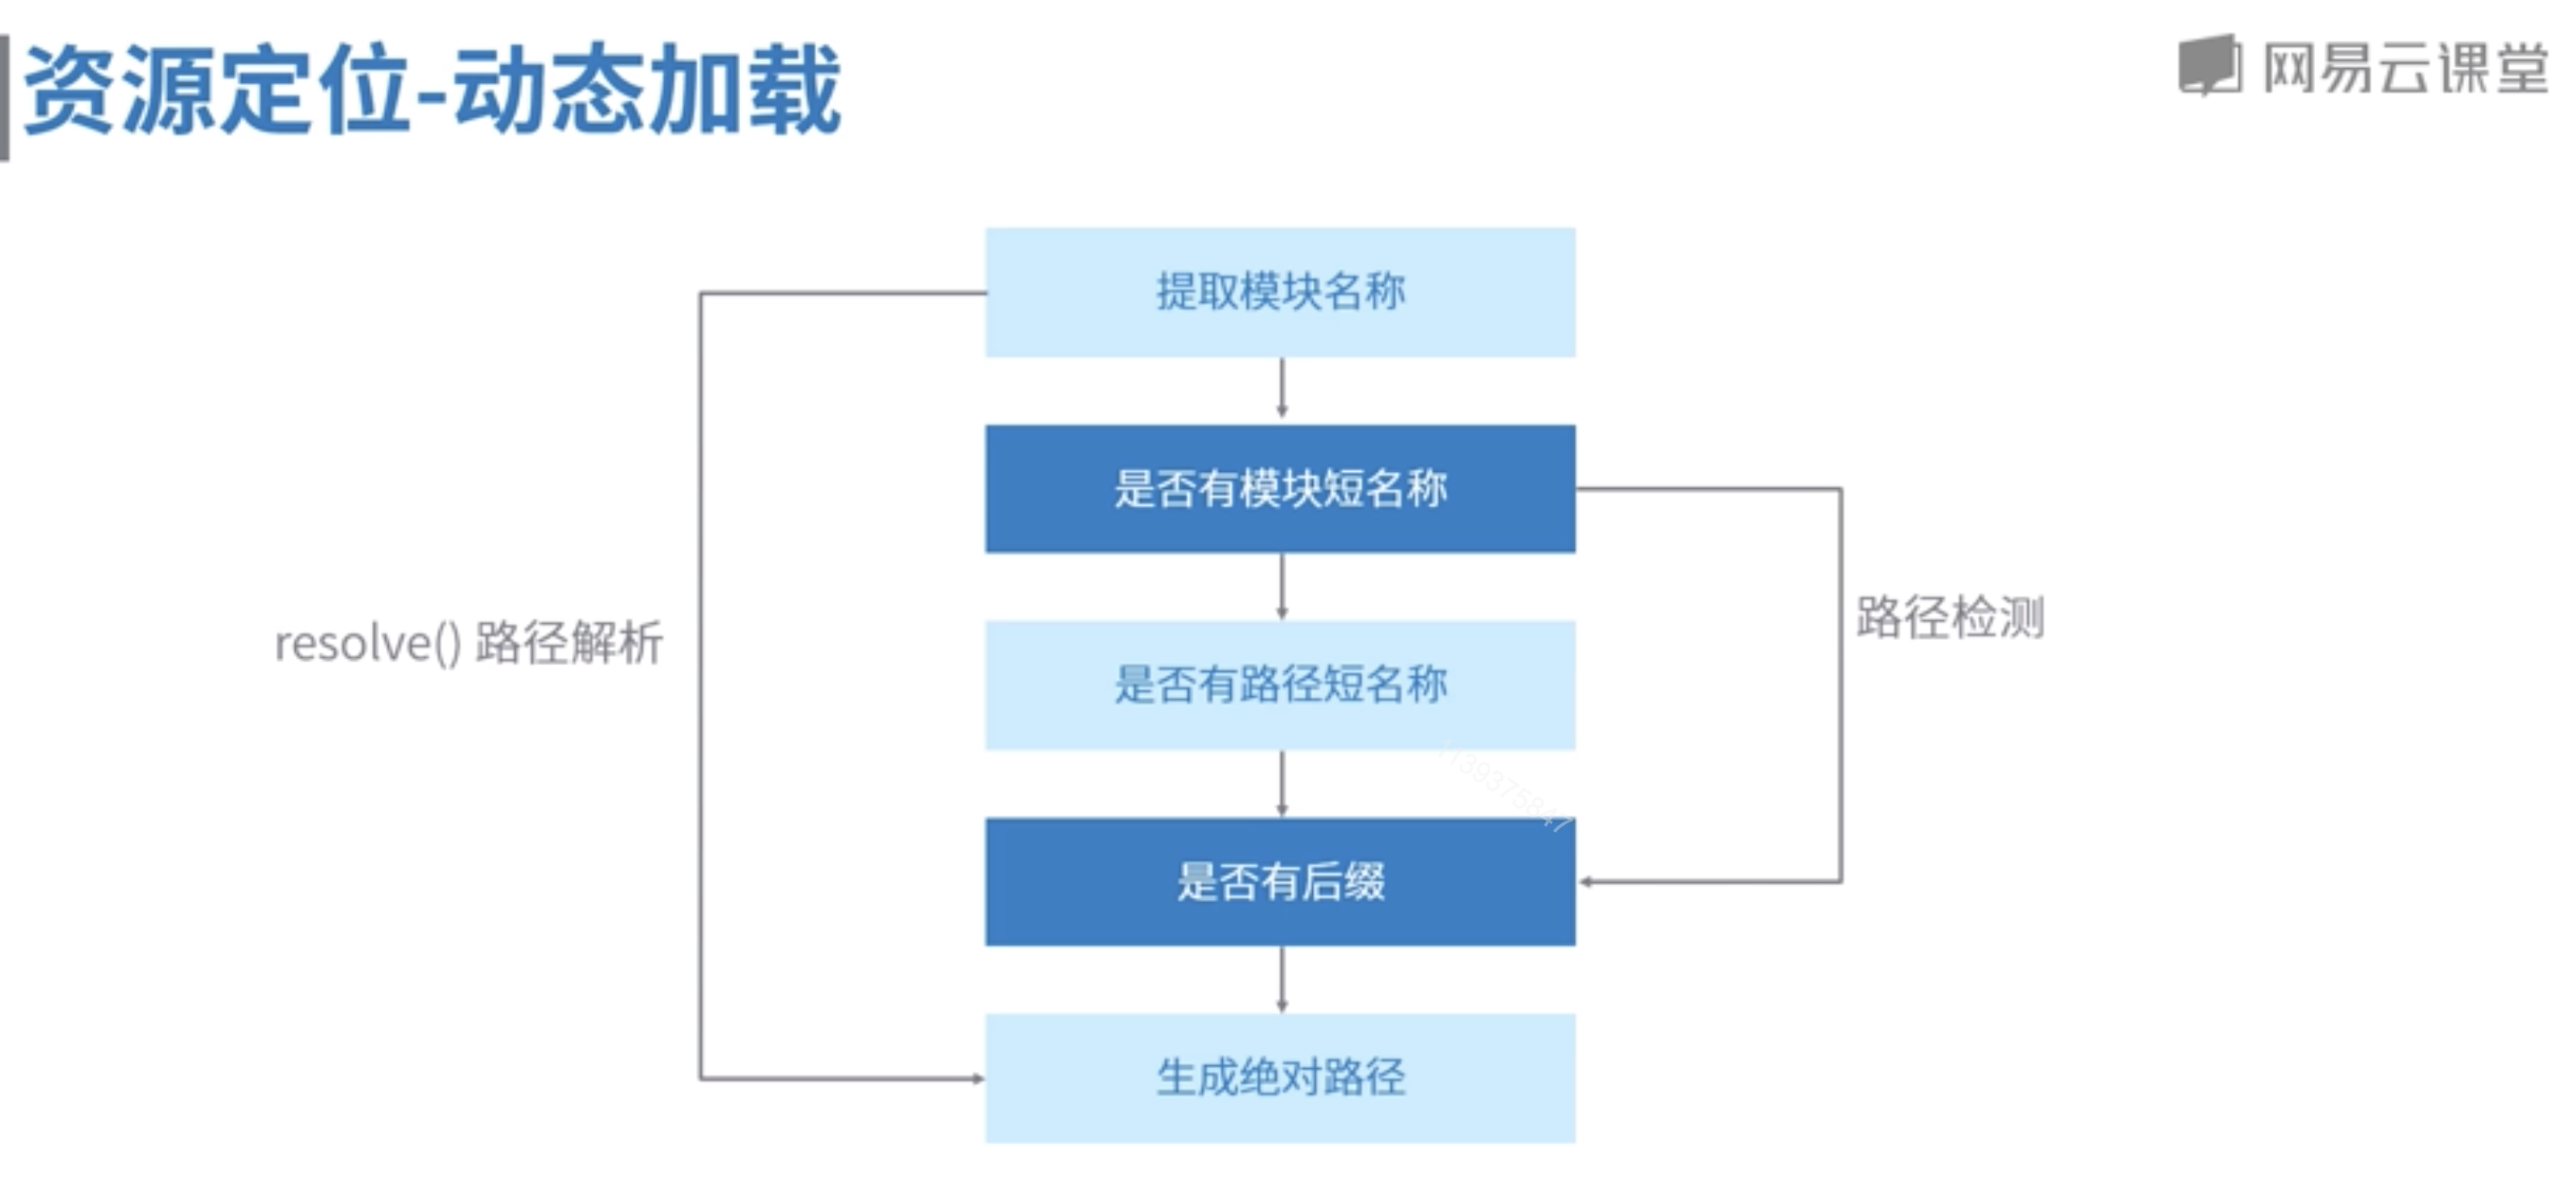 资源定位-动态加载
网易云课堂
提取模块名称
是否有模块短名称
路径检测
resolve() 路径解析
是否有路径短名称
1139375847
是否有后缀
生成绝对路径